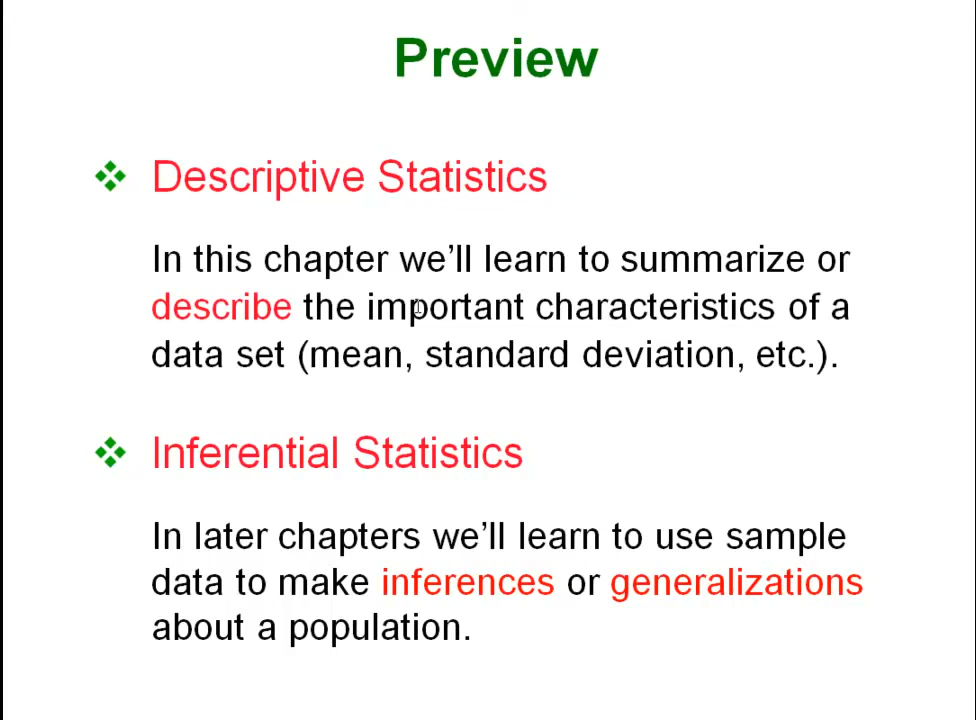 Preview
Descriptive Statistics
In this chapter we’ll learn to summarize or
describe the important characteristics of a
data set (mean, standard deviation, etc.).
Inferential Statistics
In later chapters we’ll learn to use sample
data to make inferences or generalizations
about a population.